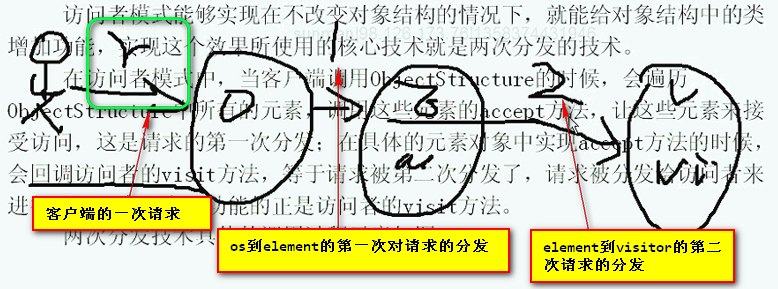 访问者模式能够实现在不改变对象结构的情况下，就能给对象结构中的类
增加功能，实现这个效果所使用的核心技术就是两次分发的技术。
在访问者模式中，当客户端调用ObjectStructure的时候，会遍历
ObjectStructure中所有的元素，调用这些元素的accept方法，让这些元素来接
受访问，这是请求的第一次分发；在具体的元素对象中实现accept方法的时候，
会回调访问者的visit方法，等于请求被第二次分发了，请求被分发给访问者来
进 功能的正是访问者的visit方法。
两次分发技术具
客户端的一次请求
os到element的第一次对请求的分发
element到visitor的第二
次请求的分发
1
2
O
ac
Vi